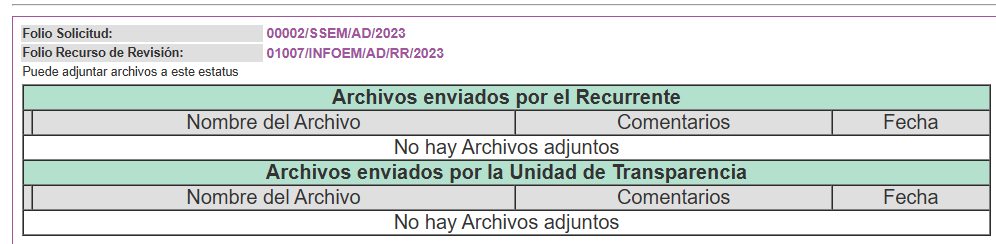 Folio Solicitud: 00002/SSEM/AD/2023
Folio Recurso de Revisión: 01007/INFOEM/AD/RR/2023
Puede adjuntar archivos a este estatus
Archivos enviados por el Recurrente
Nombre del Archivo Comentarios Fecha
No hay Archivos adjuntos
Archivos enviados por la Unidad de Transparencia
Nombre del Archivo Comentarios Fecha
No hay Archivos adjuntos